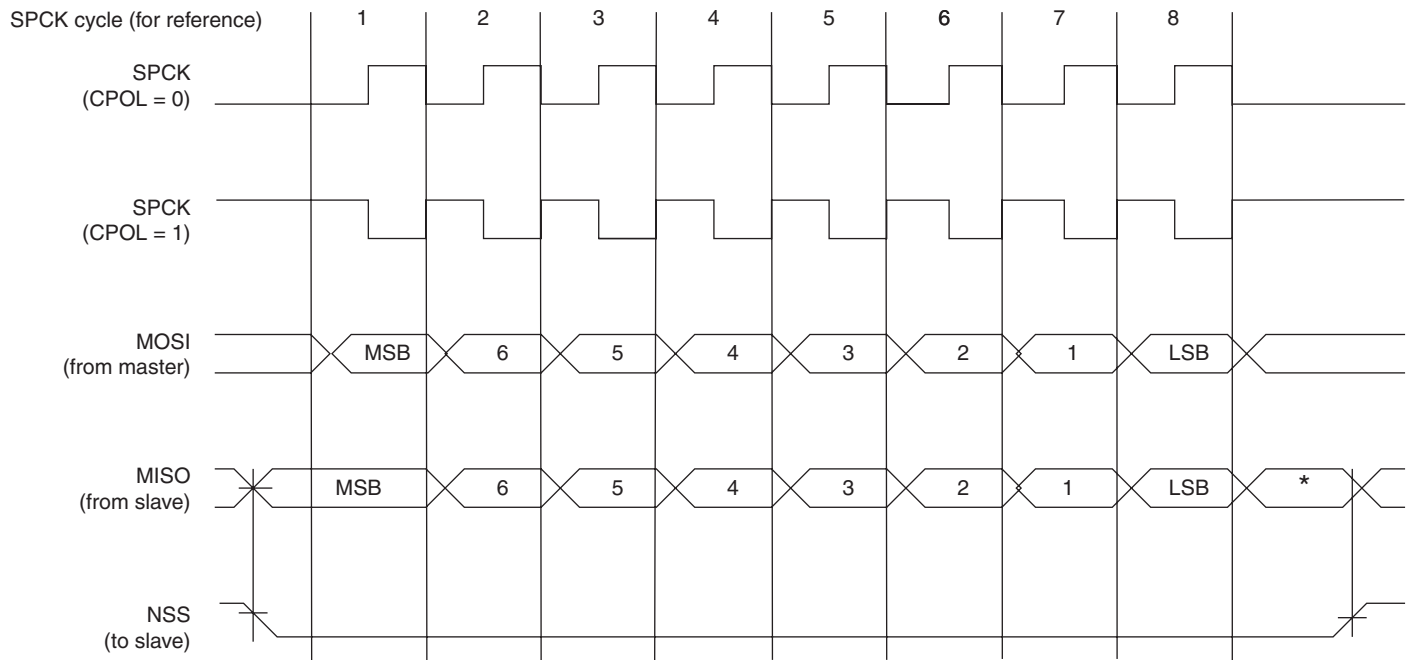 SPCK cycle (for reference) 1 2 3 4 5 6 7 8
SPCK
(CPOL = 0)
SPCK
(CPOL = 1)
MOSI
(from master)
MSB 6 5 4 3 2 1 LSB
MISO
(from slave)
MSB 6 5 4 3 2 1 LSB *
NSS
(to slave)